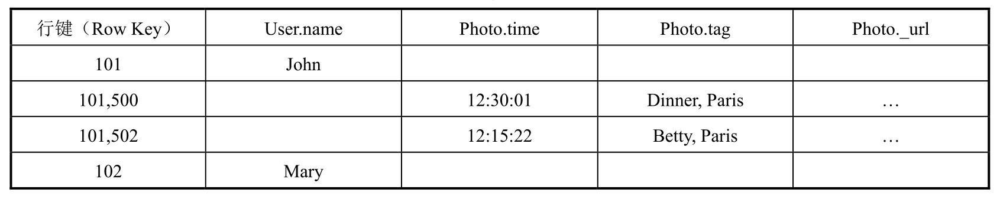 行键（Row Key） User.name Photo.time Photo.tag Photo._url
101 John
101,500 12:30:01 Dinner, Paris …
101,502 12:15:22 Betty, Paris …
102 Mary